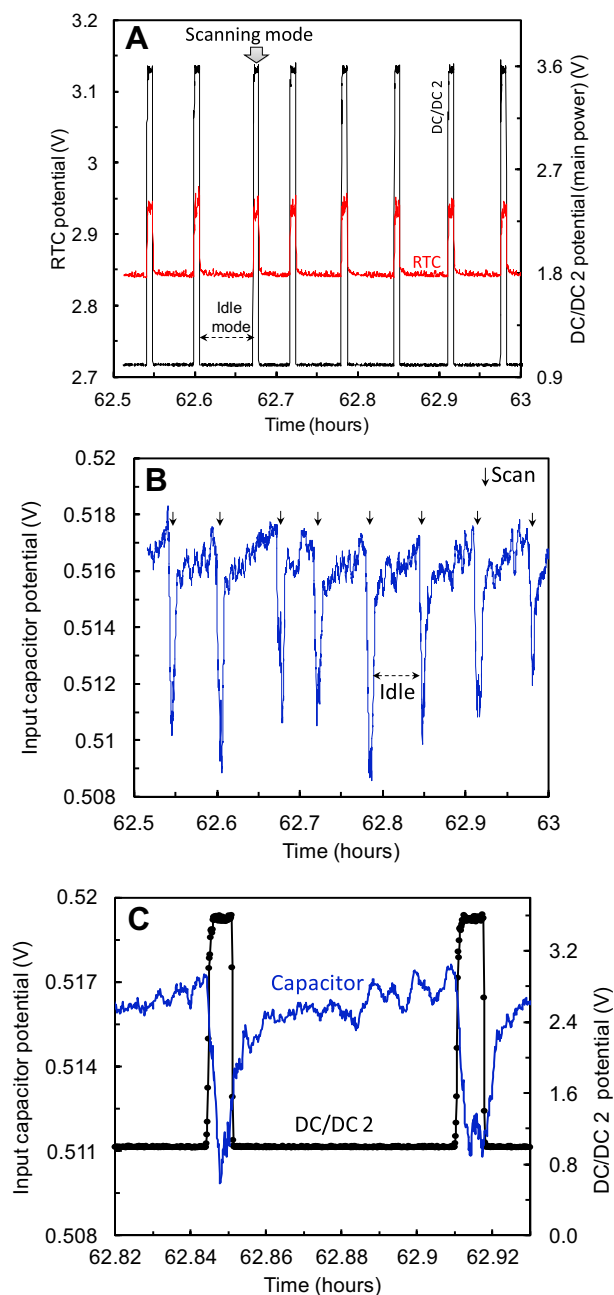 A
Scanning mode
3.2
3.1
3
2.9
2.8
2.7
RTC potential (V)
DC/DC 2
RTC
Idle
mode
3.6
2.7
1.8
0.9
DC/DC 2 potential(main power) (V)
62.5 62.6 62.7 62.8 62.9 63
Time (hours)
B
↓Scan
0.52
0.518
0.516
0.514
0.512
0.51
0.508
Input capacitor potential (V)
Idle
62.5 62.6 62.7 62.8 62.9 63
Time (hours)
C
0.52
0.517
0.514
0.511
0.508
Input capacitor potential (V)
Capacitor
DC/DC 2
3.6
2.7
1.8
0.9
0.0
DC/DC 2 potential (V)
62.82 62.84 62.86 62.88 62.9 62.92
Time (hours)